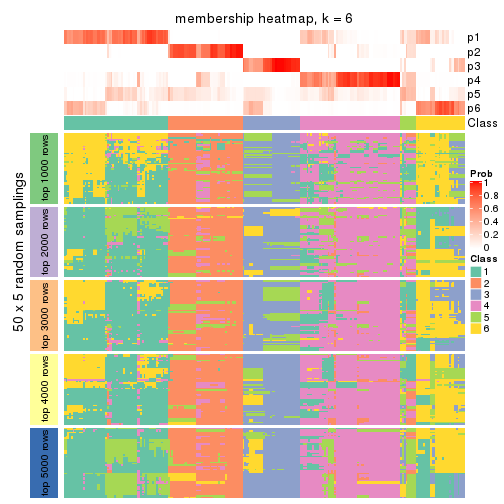 membership heatmap, k = 6
p1
p2
p3
p4
p5
p6
Class
50 x 5 random samplings
top 1000 rows
top 2000 rows
top 3000 rows
top 4000 rows
top 5000 rows
Prob
1
0.8
0.6
0.4
0.2
0
Class
1
2
3
4
5
6